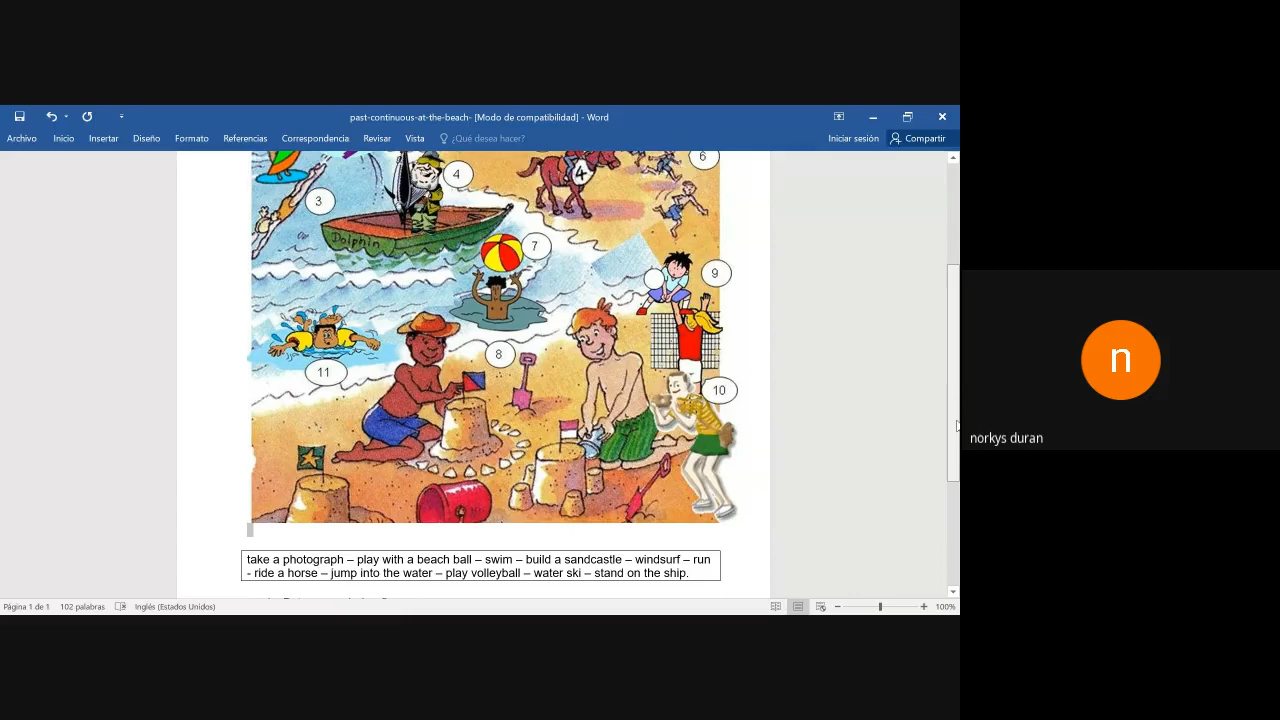 past-continuous-at-the-beach- [Modo de compatibilidad] - Word
Archivo Inicio Insertar Diseño Formato Referencias Correspondencia Revisar Vista ¿Qué desea hacer? Iniciar sesión Compartir
6
4
4
3
Dolphin
7
9
8
11
10
n
norkys duran
take a photograph – play with a beach ball – swim – build a sandcastle – windsurf – run
- ride a horse – jump into the water – play volleyball – water ski – stand on the ship.
Página 1 de 1 102 palabras Inglés (Estados Unidos) 100%